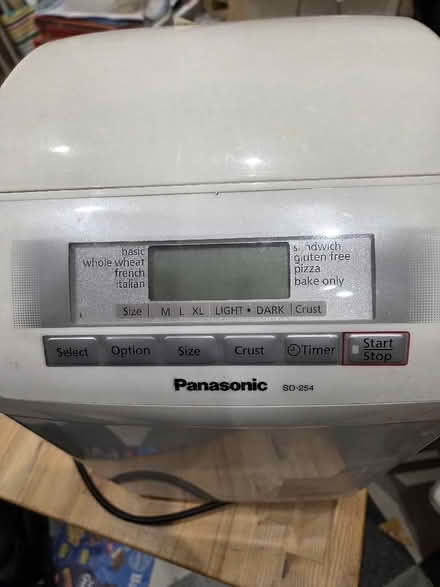 basic
whole wheat
french
italian
sandwich
gluten free
pizza
bake only
Size M L XL LIGHT • DARK Crust
Select Option Size Crust Timer Start Stop
Panasonic SD-254